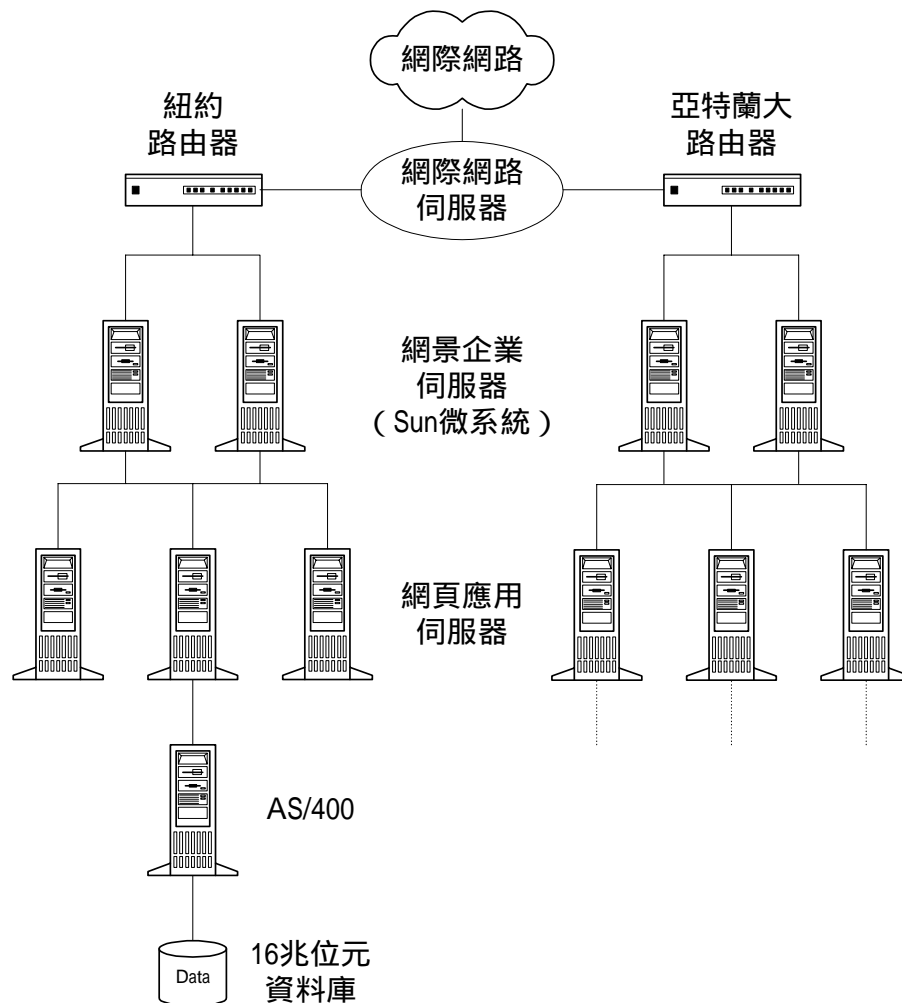 網際網路
紐約
路由器
亞特蘭大
路由器
網際網路
伺服器
網景企業
伺服器
（Sun微系統）
網頁應用
伺服器
AS/400
Data
16兆位元
資料庫